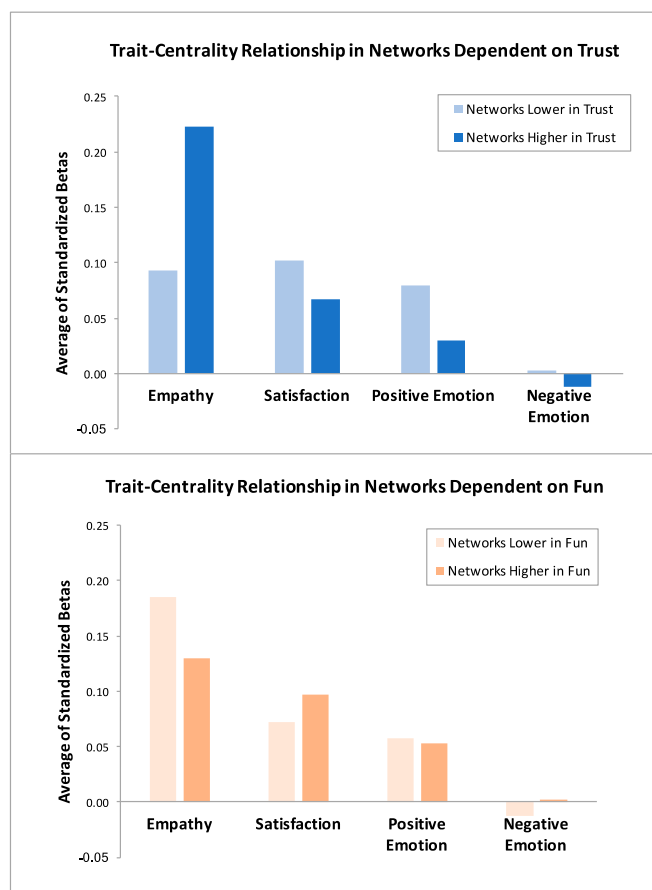 Trait-Centrality Relationship in Networks Dependent on Trust
0.25
Networks Lower in Trust
Networks Higher in Trust
0.20
0.15
0.10
0.05
0.00
-0.05
Average of Standardized Betas
Empathy
Satisfaction
Positive Emotion
Negative
Emotion
Trait-Centrality Relationship in Networks Dependent on Fun
0.25
Networks Lower in Fun
Networks Higher in Fun
0.20
0.15
0.10
0.05
0.00
-0.05
Average of Standardized Betas
Empathy
Satisfaction
Positive
Emotion
Negative
Emotion